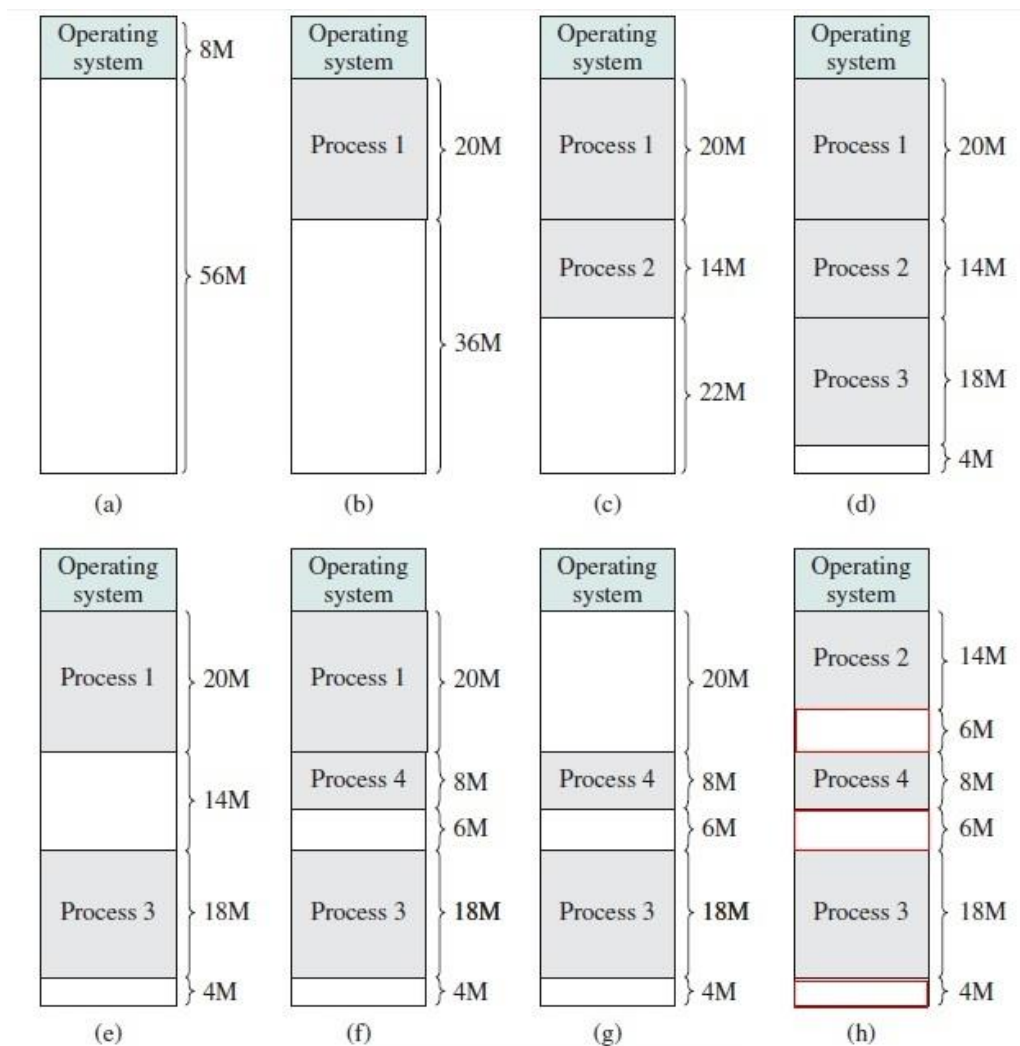 Operating
system
8M
56M
(a)
Operating
system
Process 1
20M
36M
(b)
Operating
system
Process 1
20M
Process 2
14M
22M
(c)
Operating
system
Process 1
20M
Process 2
14M
Process 3
18M
4M
(d)
Operating
system
Process 1
20M
14M
Process 3
18M
4M
(e)
Operating
system
Process 1
20M
Process 4
8M
6M
Process 3
18M
4M
(f)
Operating
system
20M
Process 4
8M
6M
Process 3
18M
4M
(g)
Operating
system
Process 2
14M
6M
Process 4
8M
6M
Process 3
18M
4M
(h)